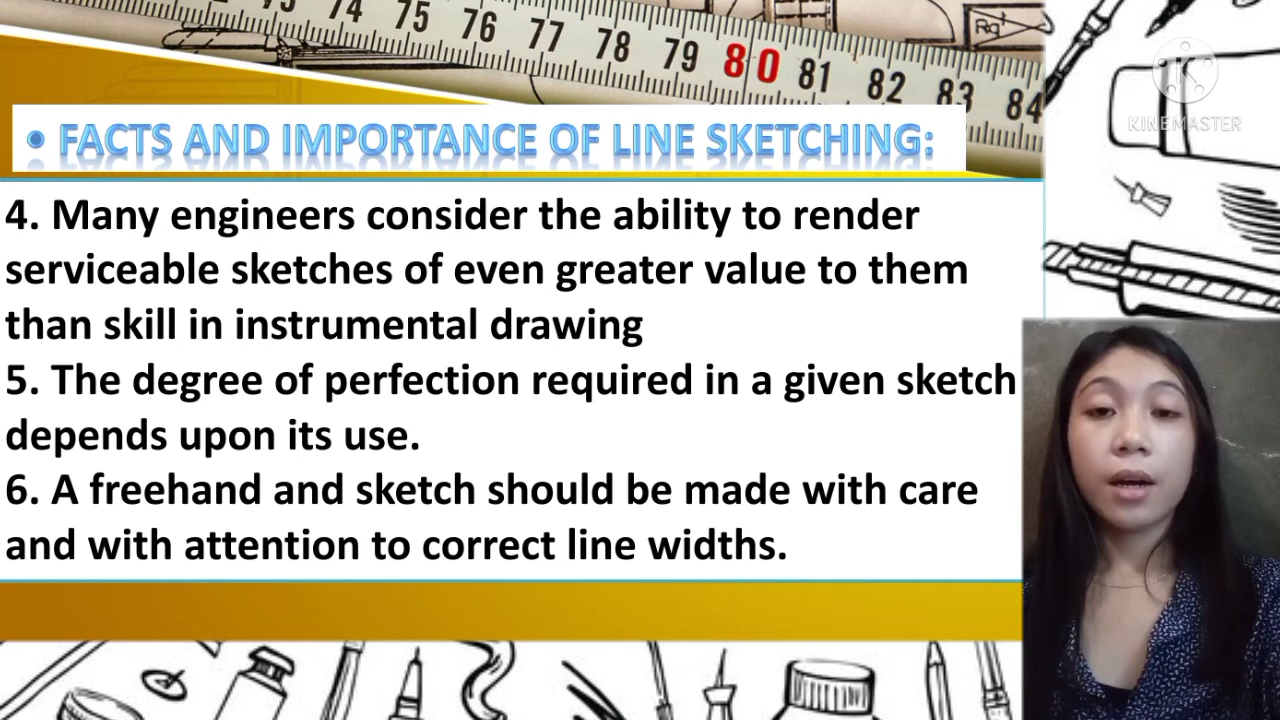 73 74 75 76 77 78 79 80 81 82 83 84
KINEMASTER
• FACTS AND IMPORTANCE OF LINE SKETCHING:
4. Many engineers consider the ability to render
serviceable sketches of even greater value to them
than skill in instrumental drawing
5. The degree of perfection required in a given sketch
depends upon its use.
6. A freehand and sketch should be made with care
and with attention to correct line widths.